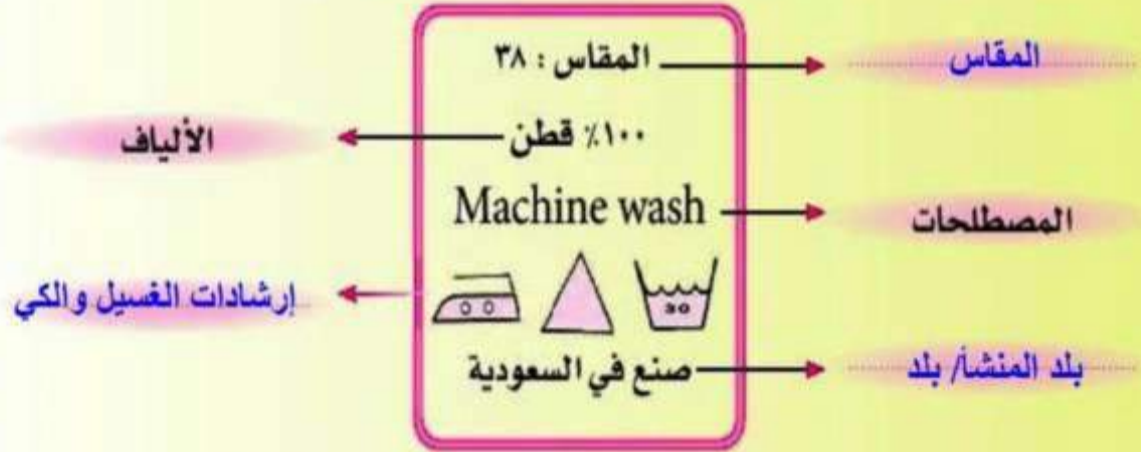 المقاس : ٣٨
المقاس
١٠٠٪ قطن
الألياف
Machine wash
المصطلحات
30
إرشادات الغسيل والكي
صنع في السعودية
بلد المنشأ/ بلد